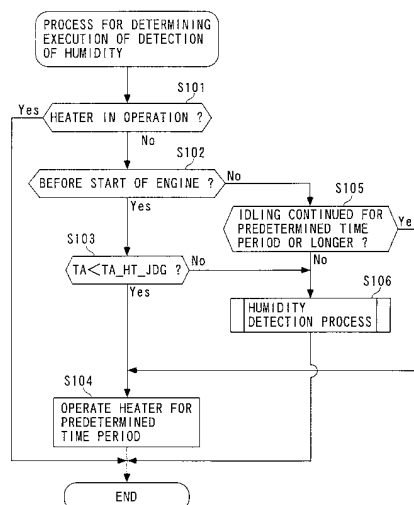 PROCESS FOR DETERMINING
EXECUTION OF DETECTION
OF HUMIDITY
S101
Yes
HEATER IN OPERATION ?
No
S102
BEFORE START OF ENGINE ?
No
S105
Yes
IDLING CONTINUED FOR
PREDETERMINED TIME
PERIOD OR LONGER ?
Ye
S103
TA<TA_HT_JDG ?
No
No
Yes
S106
HUMIDITY
DETECTION PROCESS
S104
OPERATE HEATER FOR
PREDETERMINED
TIME PERIOD
END